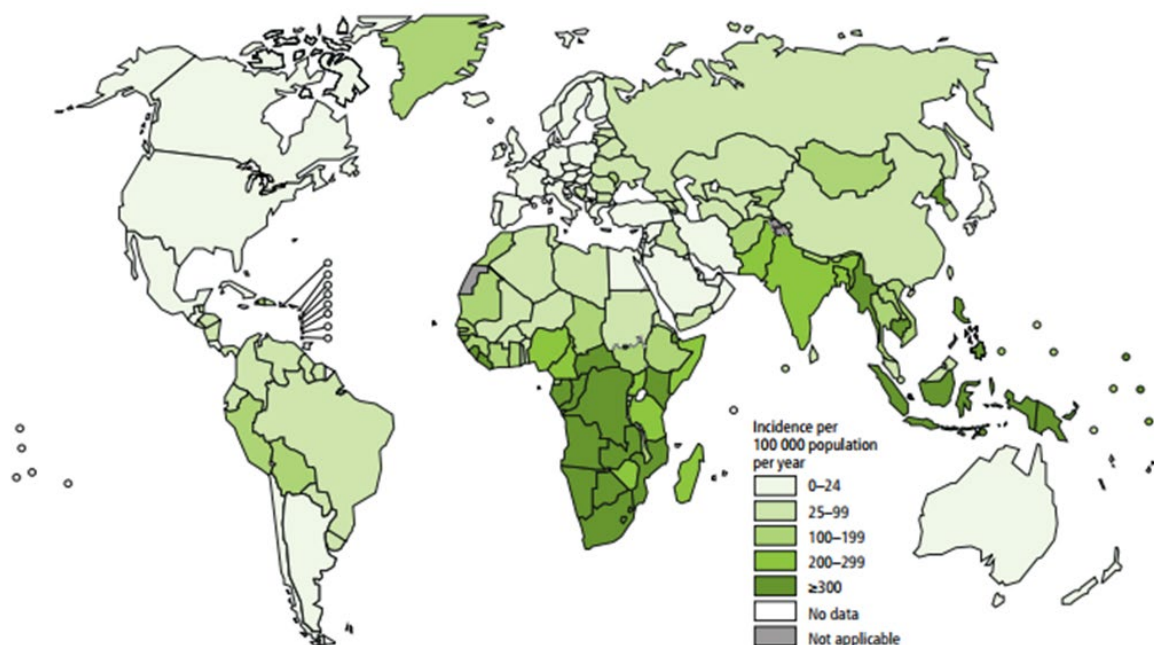 Incidence per
100 000 population
per year
0–24
25–99
100–199
200–299
≥300
No data
Not applicable